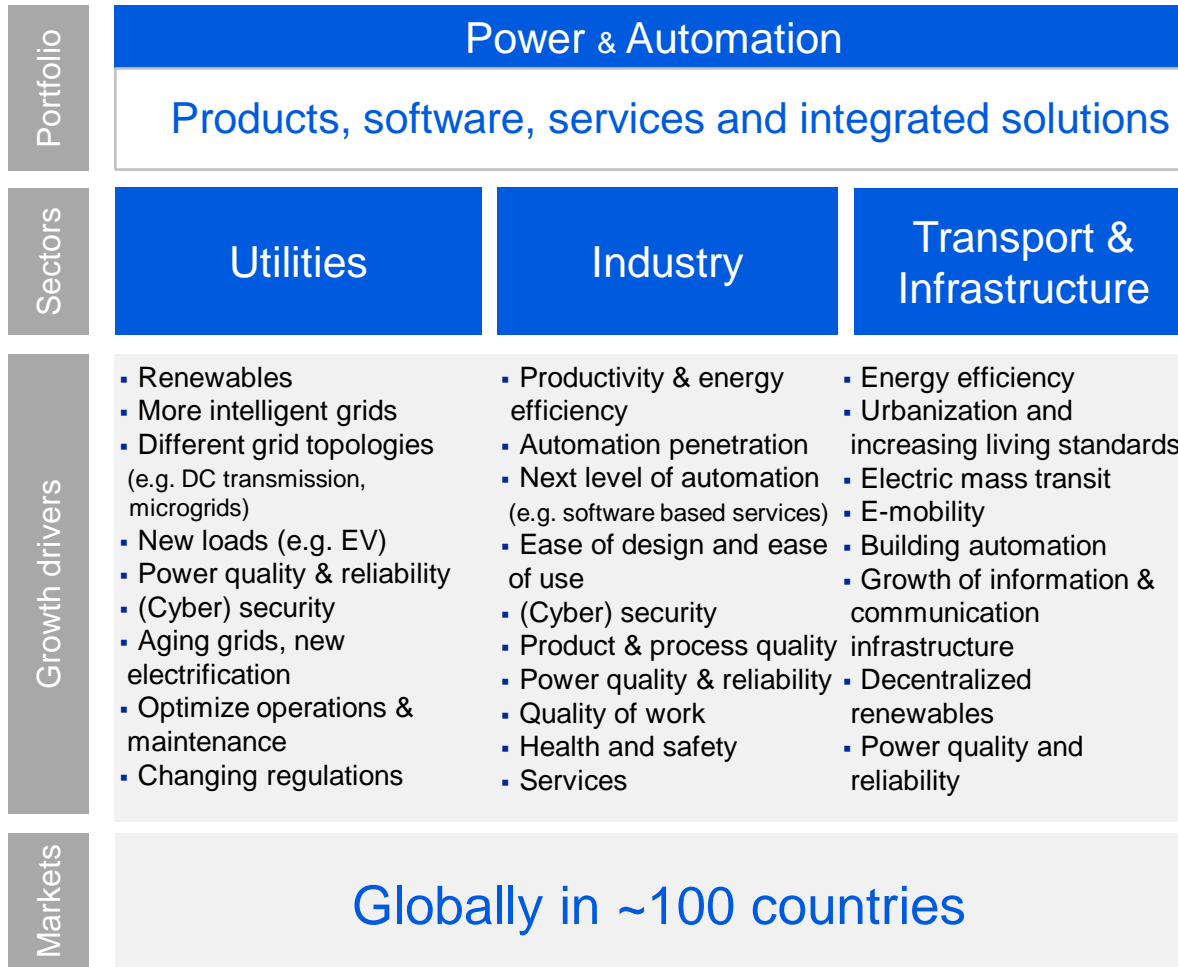 Portfolio
Power & Automation
Products, software, services and integrated solutions
Sectors
Utilities
Industry
Transport &
Infrastructure
Growth drivers
▪ Renewables
▪ More intelligent grids
▪ Different grid topologies
(e.g. DC transmission,
microgrids)
▪ New loads (e.g. EV)
▪ Power quality & reliability
▪ (Cyber) security
▪ Aging grids, new
electrification
▪ Optimize operations &
maintenance
▪ Changing regulations
▪ Productivity & energy
efficiency
▪ Automation penetration
▪ Next level of automation
(e.g. software based services)
▪ Ease of design and ease
of use
▪ (Cyber) security
▪ Product & process quality
▪ Power quality & reliability
▪ Quality of work
▪ Health and safety
▪ Services
▪ Energy efficiency
▪ Urbanization and
increasing living standards
▪ Electric mass transit
▪ E-mobility
▪ Building automation
▪ Growth of information &
communication
infrastructure
▪ Decentralized
renewables
▪ Power quality and
reliability
Markets
Globally in ~100 countries